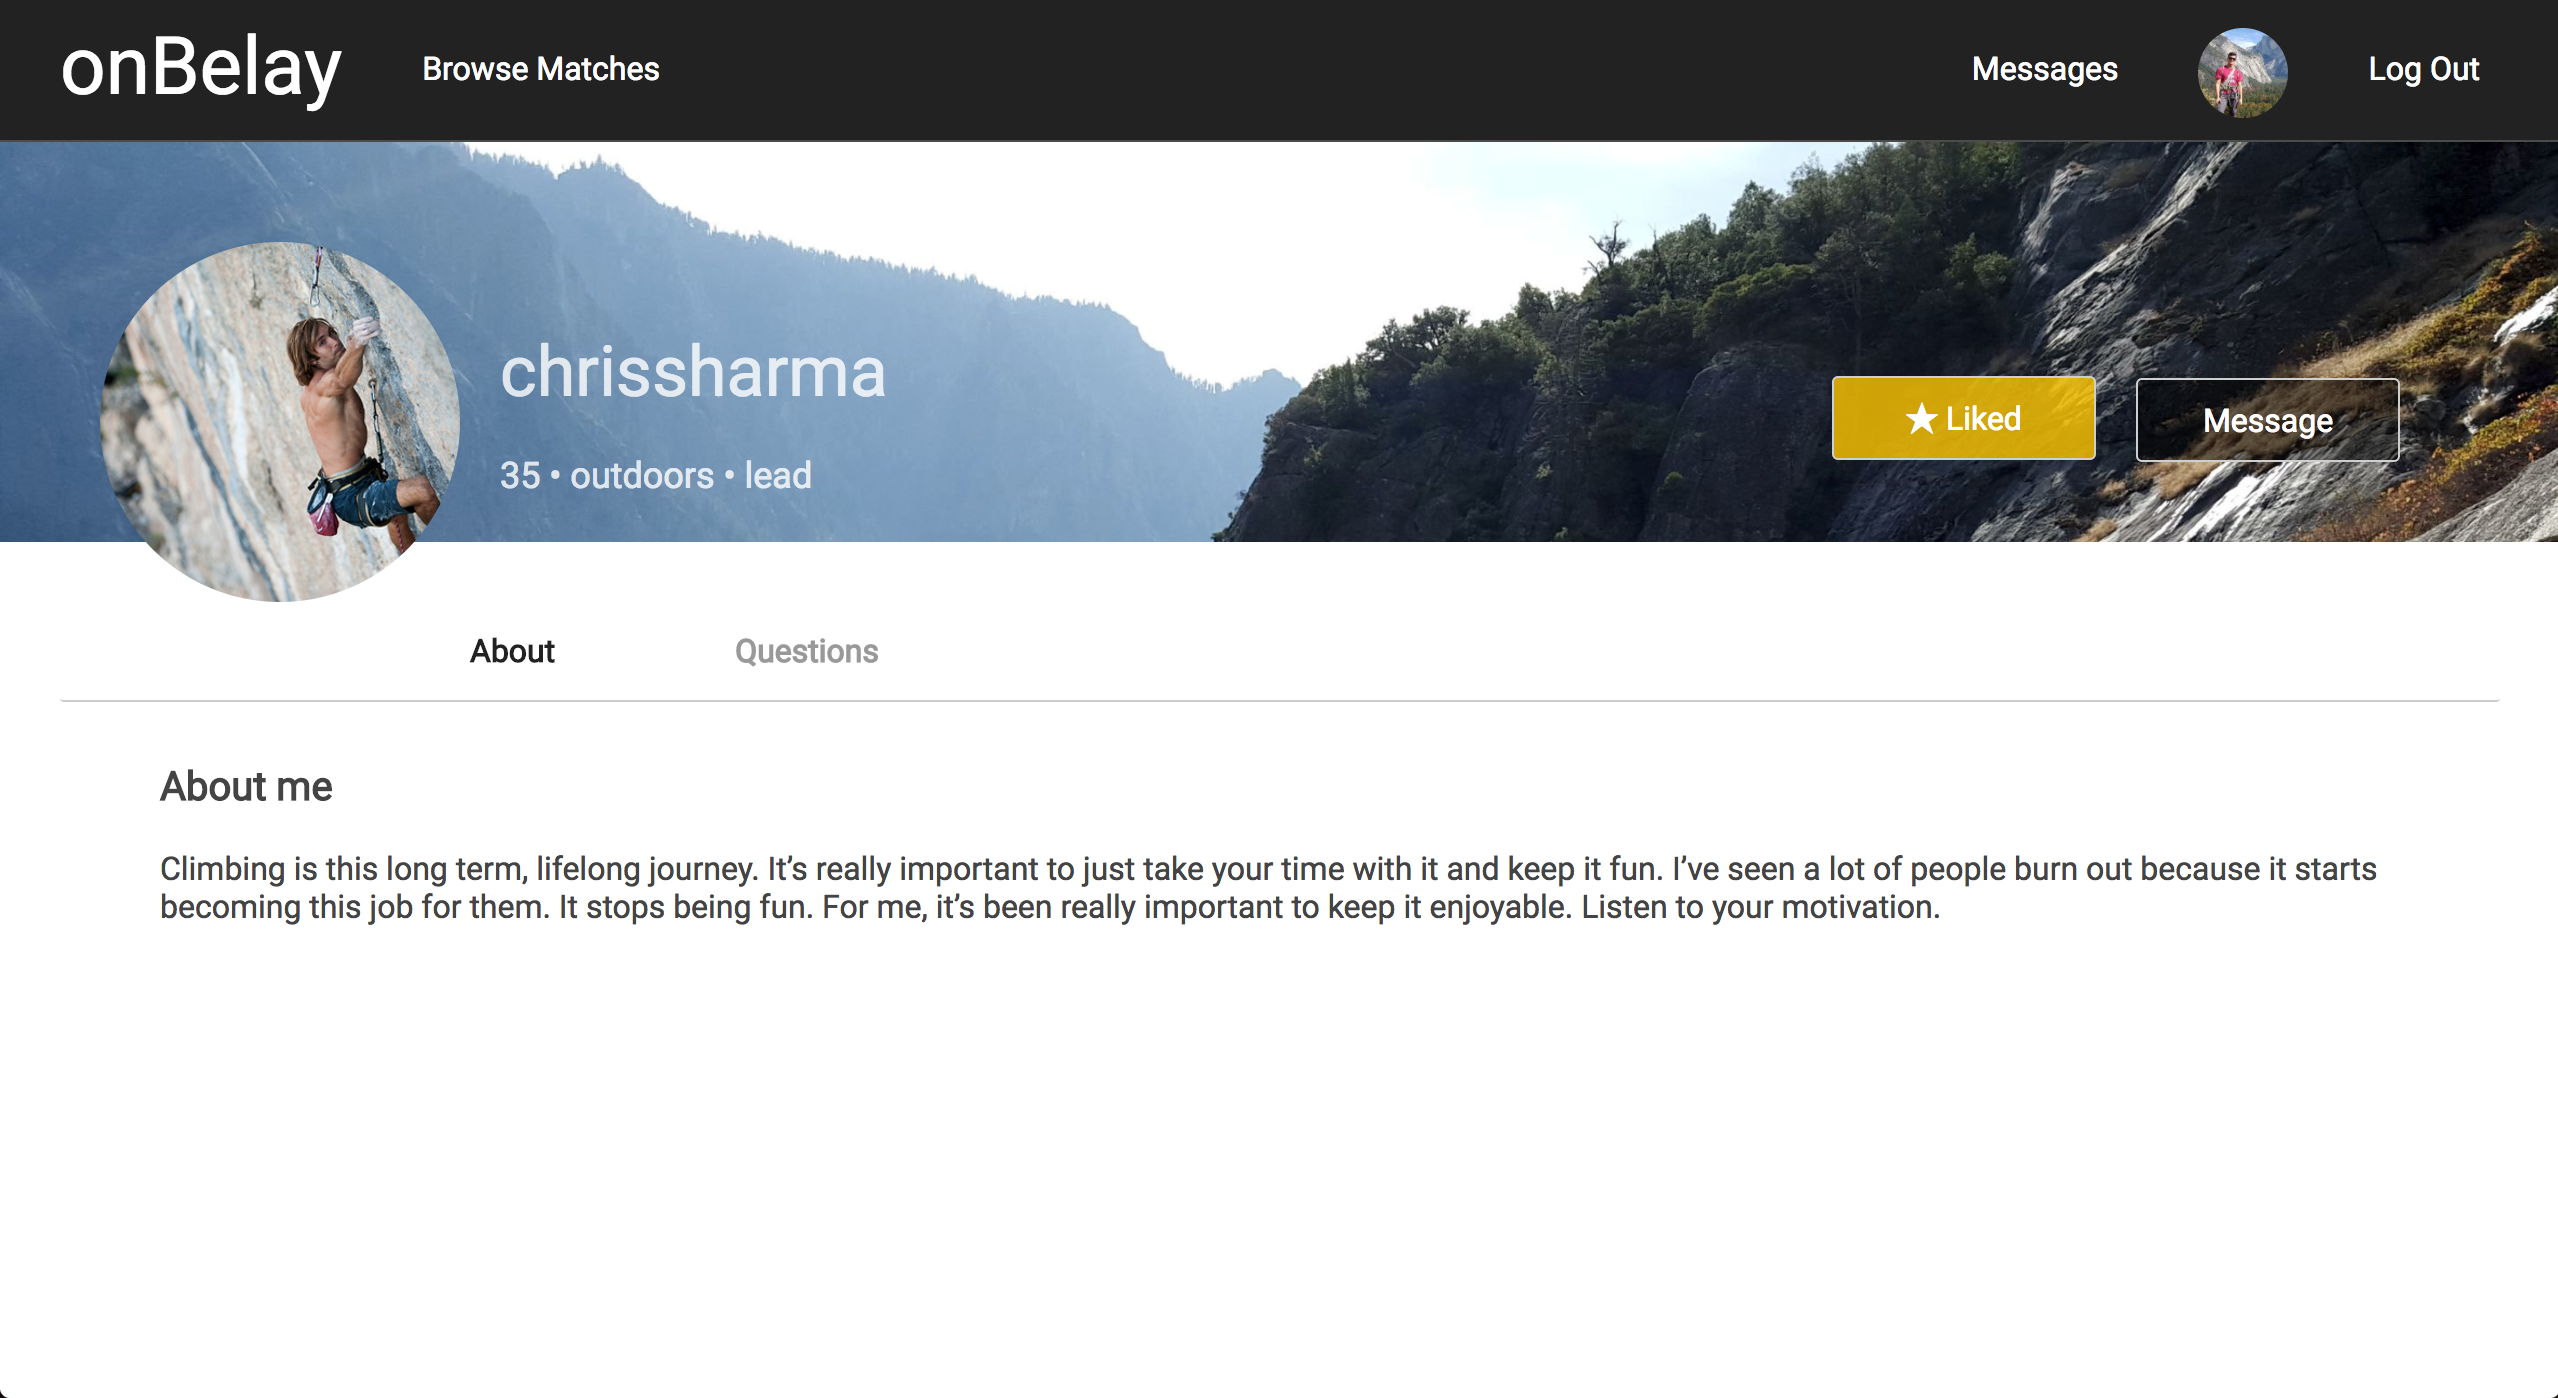 onBelay
Browse Matches
Messages
Log Out
chrissharma
35 • outdoors • lead
★ Liked
Message
About
Questions
About me
Climbing is this long term, lifelong journey. It’s really important to just take your time with it and keep it fun. I’ve seen a lot of people burn out because it starts
becoming this job for them. It stops being fun. For me, it’s been really important to keep it enjoyable. Listen to your motivation.